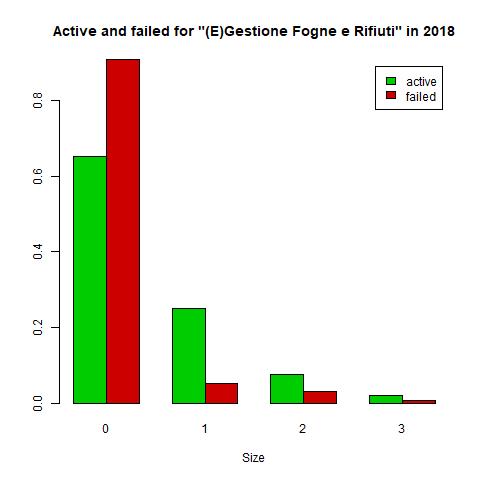 Active and failed for "(E)Gestione Fogne e Rifiuti" in 2018
active
failed
0.8
0.6
0.4
0.2
0.0
0 1 2 3
Size